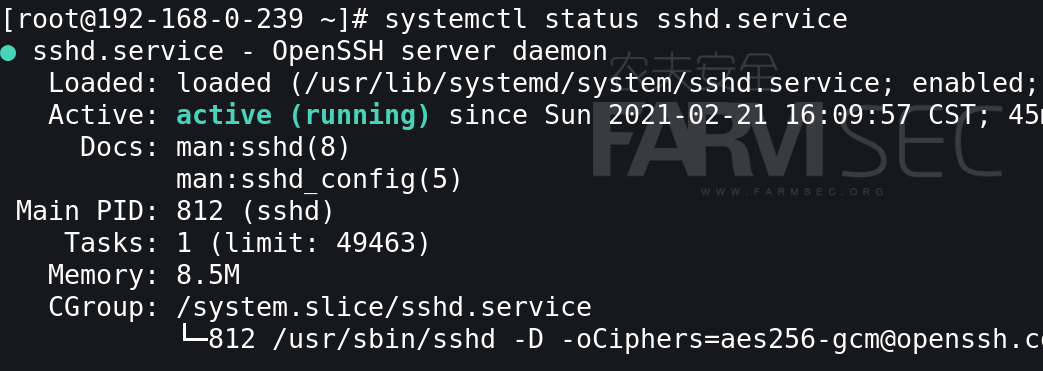 [root@192-168-0-239 ~]# systemctl status sshd.service
● sshd.service - OpenSSH server daemon
Loaded: loaded (/usr/lib/systemd/system/sshd.service; enabled;
Active: active (running) since Sun 2021-02-21 16:09:57 CST; 45m
Docs: man:sshd(8)
man:sshd_config(5)
Main PID: 812 (sshd)
Tasks: 1 (limit: 49463)
Memory: 8.5M
CGroup: /system.slice/sshd.service
└─812 /usr/sbin/sshd -D -oCiphers=aes256-gcm@openssh.c
农夫安全
FARMSEC
WWW.FARMSEC.ORG